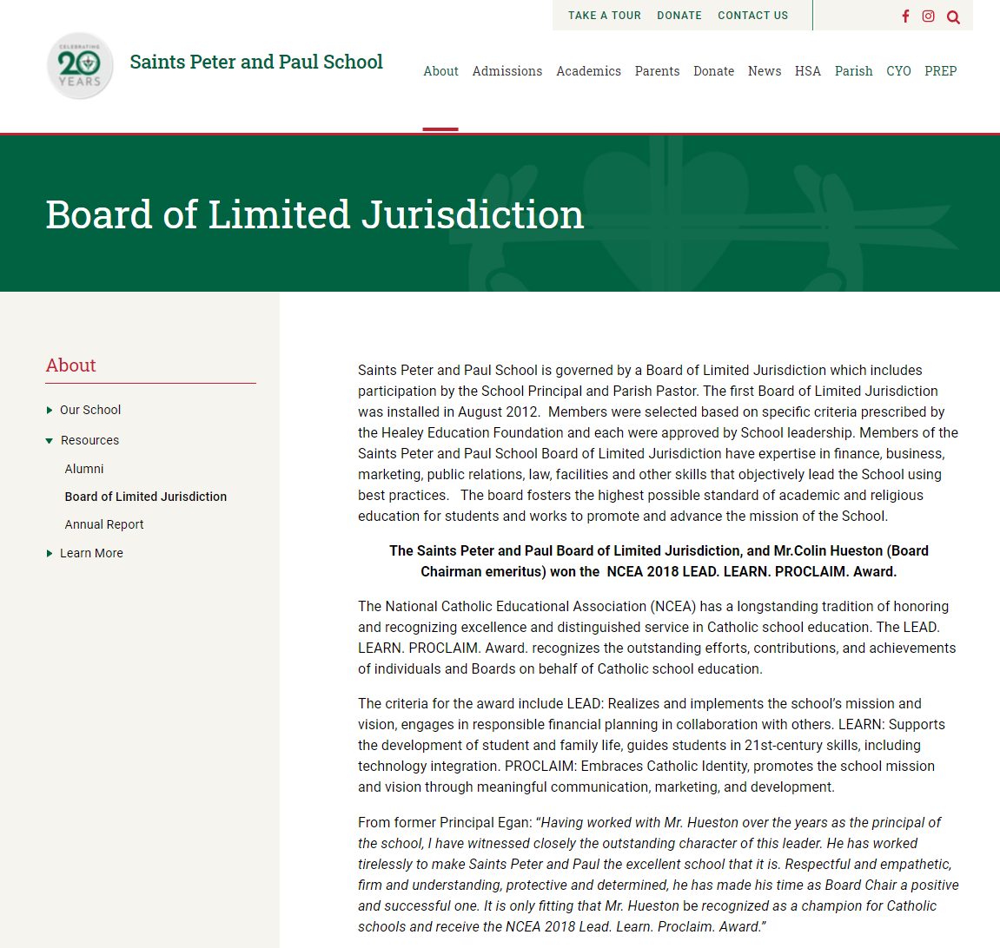 TAKE A TOUR DONATE CONTACT US
CELEBRATING
20
YEARS
Saints Peter and Paul School
About Admissions Academics Parents Donate News HSA Parish CYO PREP
Board of Limited Jurisdiction
About
Our School
Resources
Alumni
Board of Limited Jurisdiction
Annual Report
Learn More
Saints Peter and Paul School is governed by a Board of Limited Jurisdiction which includes
participation by the School Principal and Parish Pastor. The first Board of Limited Jurisdiction
was installed in August 2012.  Members were selected based on specific criteria prescribed by
the Healey Education Foundation and each were approved by School leadership. Members of the
Saints Peter and Paul School Board of Limited Jurisdiction have expertise in finance, business,
marketing, public relations, law, facilities and other skills that objectively lead the School using
best practices.   The board fosters the highest possible standard of academic and religious
education for students and works to promote and advance the mission of the School.
The Saints Peter and Paul Board of Limited Jurisdiction, and Mr.Colin Hueston (Board
Chairman emeritus) won the  NCEA 2018 LEAD. LEARN. PROCLAIM. Award.
The National Catholic Educational Association (NCEA) has a longstanding tradition of honoring
and recognizing excellence and distinguished service in Catholic school education. The LEAD.
LEARN. PROCLAIM. Award. recognizes the outstanding efforts, contributions, and achievements
of individuals and Boards on behalf of Catholic school education.
The criteria for the award include LEAD: Realizes and implements the school’s mission and
vision, engages in responsible financial planning in collaboration with others. LEARN: Supports
the development of student and family life, guides students in 21st-century skills, including
technology integration. PROCLAIM: Embraces Catholic Identity, promotes the school mission
and vision through meaningful communication, marketing, and development.
From former Principal Egan: “Having worked with Mr. Hueston over the years as the principal of
the school, I have witnessed closely the outstanding character of this leader. He has worked
tirelessly to make Saints Peter and Paul the excellent school that it is. Respectful and empathetic,
firm and understanding, protective and determined, he has made his time as Board Chair a positive
and successful one. It is only fitting that Mr. Hueston be recognized as a champion for Catholic
schools and receive the NCEA 2018 Lead. Learn. Proclaim. Award.”